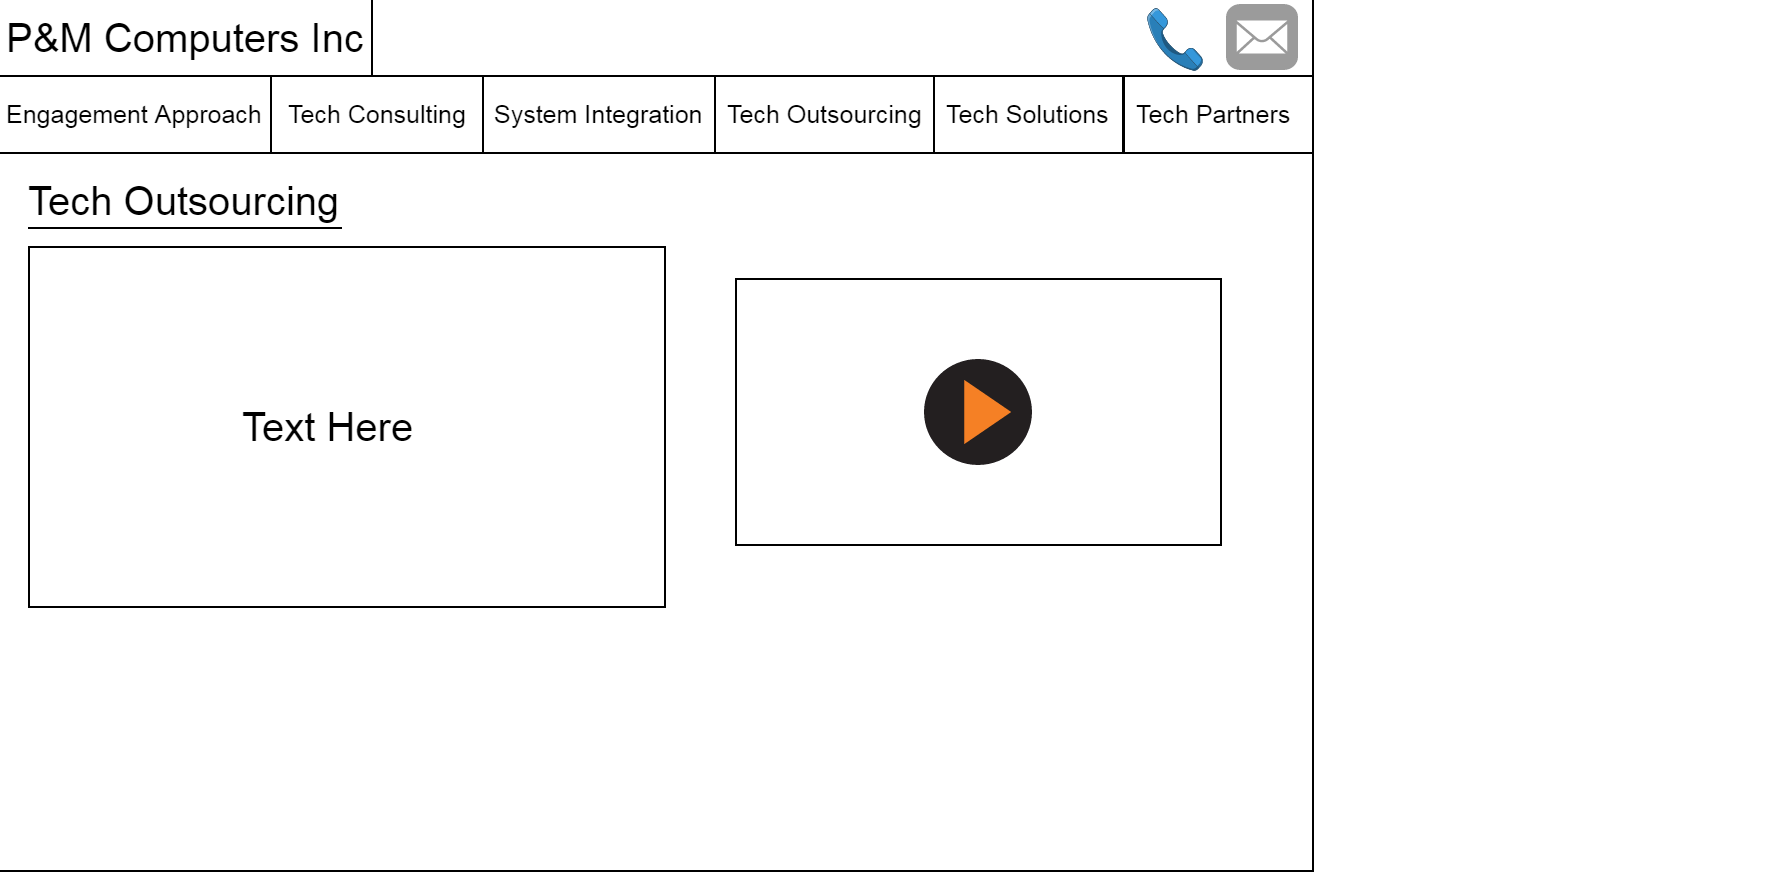 P&M Computers Inc
Engagement Approach Tech Consulting System Integration Tech Outsourcing Tech Solutions Tech Partners
Tech Outsourcing
Text Here